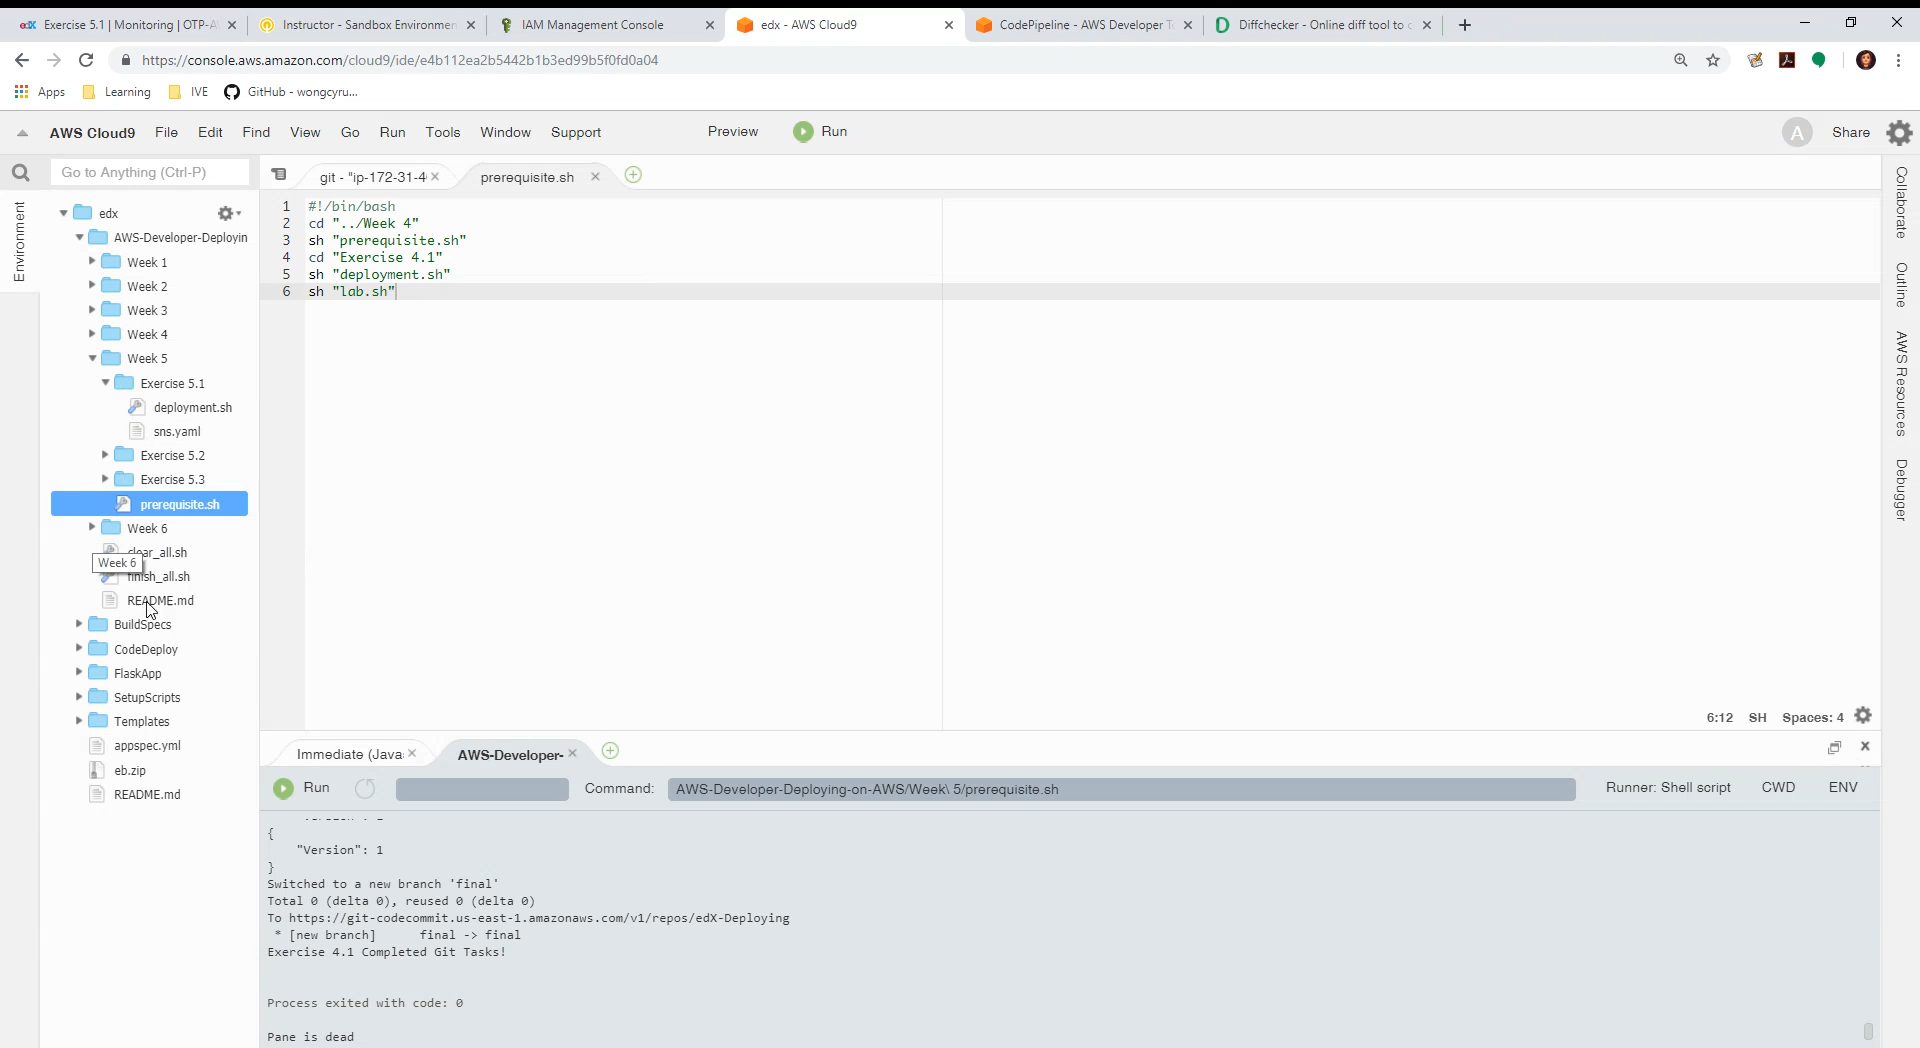 Exercise 5.1 | Monitoring | OTP-A
Instructor - Sandbox Environmen
IAM Management Console
edx - AWS Cloud9
CodePipeline - AWS Developer T
Diffchecker - Online diff tool to c
https://console.aws.amazon.com/cloud9/ide/e4b112ea2b5442b1b3ed99b5f0fd0a04
Apps
Learning
IVE
GitHub - wongcyru...
AWS Cloud9 File Edit Find View Go Run Tools Window Support Preview Run
A Share
Go to Anything (Ctrl-P)
git - "ip-172-31-4
prerequisite.sh
Environment
edx
AWS-Developer-Deployin
Week 1
Week 2
Week 3
Week 4
Week 5
Exercise 5.1
deployment.sh
sns.yaml
Exercise 5.2
Exercise 5.3
prerequisite.sh
Week 6
clear_all.sh
Week 6
finish_all.sh
README.md
BuildSpecs
CodeDeploy
FlaskApp
SetupScripts
Templates
appspec.yml
eb.zip
README.md
1 #!/bin/bash
2 cd "../Week 4"
3 sh "prerequisite.sh"
4 cd "Exercise 4.1"
5 sh "deployment.sh"
6 sh "lab.sh"
6:12 SH Spaces: 4
Collaborate
Outline
AWS Resources
Debugger
Immediate (Java
AWS-Developer-
Run
Command: AWS-Developer-Deploying-on-AWS/Week\ 5/prerequisite.sh
Runner: Shell script CWD ENV
{
"Version": 1
}
Switched to a new branch 'final'
Total 0 (delta 0), reused 0 (delta 0)
To https://git-codecommit.us-east-1.amazonaws.com/v1/repos/edX-Deploying
* [new branch] final -> final
Exercise 4.1 Completed Git Tasks!
Process exited with code: 0
Pane is dead